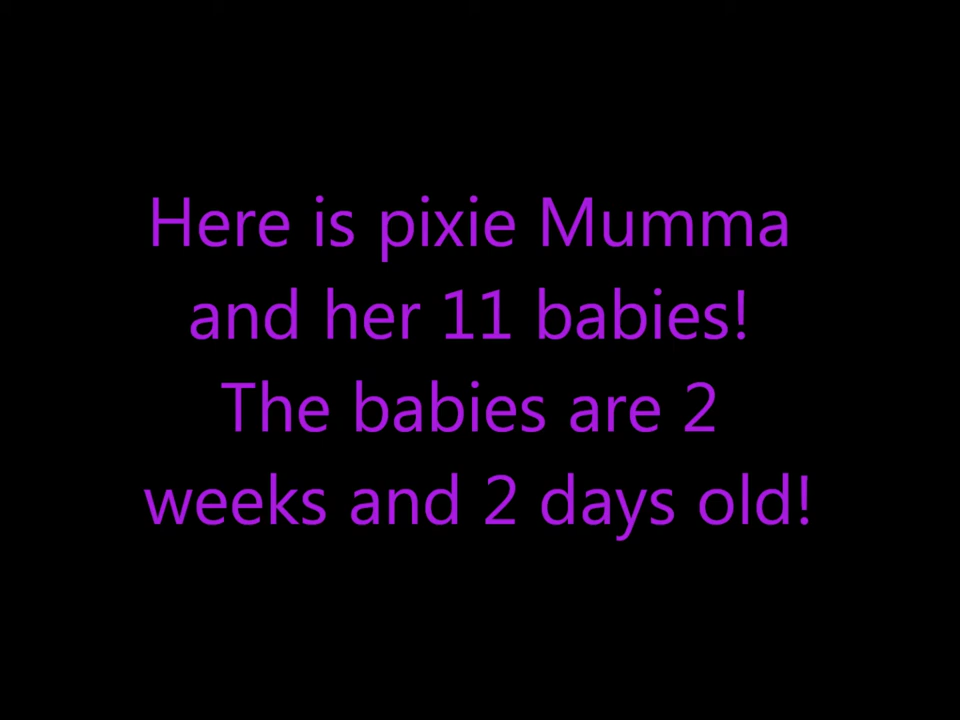 Here is pixie Mumma
and her 11 babies!
The babies are 2
weeks and 2 days old!